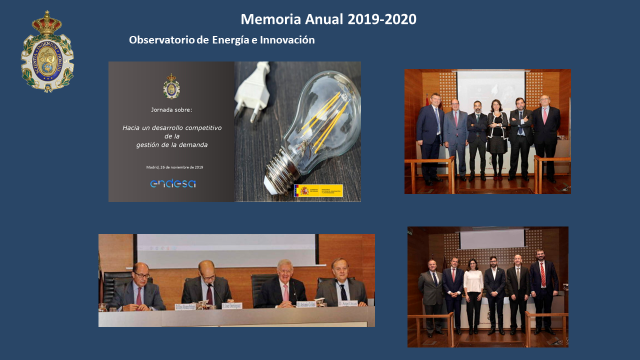 Memoria Anual 2019-2020
Observatorio de Energía e Innovación
Jornada sobre:
Hacia un desarrollo competitivo
de la
gestión de la demanda
Madrid, 26 de noviembre de 2019
endesa